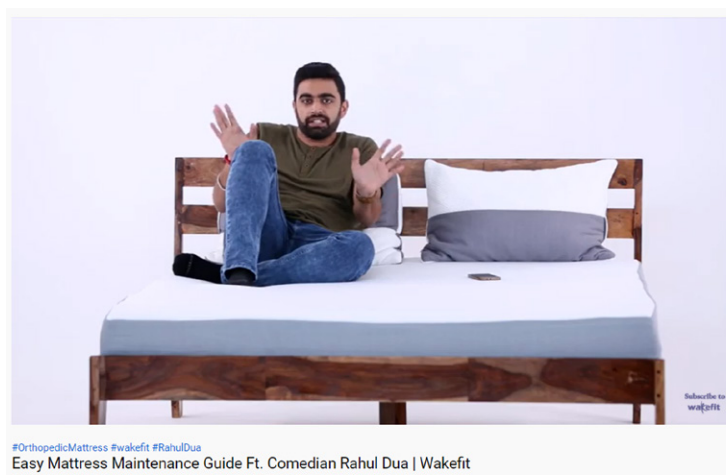 Subscribe to
wakefit
#OrthopedicMattress #wakefit #RahulDua
Easy Mattress Maintenance Guide Ft. Comedian Rahul Dua | Wakefit